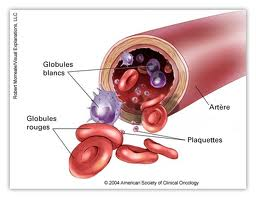 Globules
blancs
Artère
Globules
rouges
Plaquettes
© 2004 American Society of Clinical Oncology
Robert Morreale/Visual Explanations, LLC